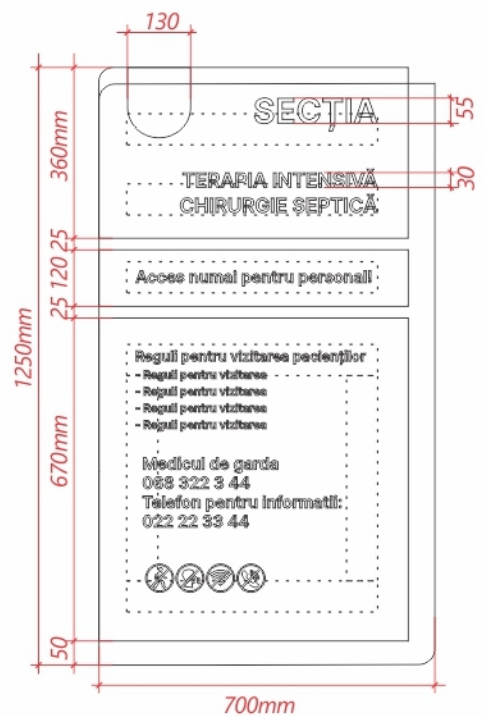 130
SECȚIA
55
360mm
TERAPIA INTENSIVĂ
30
CHIRURGIE SEPTICĂ
25
120
Acces numai pentru personal!
25
1250mm
Reguli pentru vizitarea pacienților
- Reguli pentru vizitarea
- Reguli pentru vizitarea
- Reguli pentru vizitarea
- Reguli pentru vizitarea
670mm
Medicul de garda
068 322 3 44
Telefon pentru informatii:
022 22 33 44
50
700mm